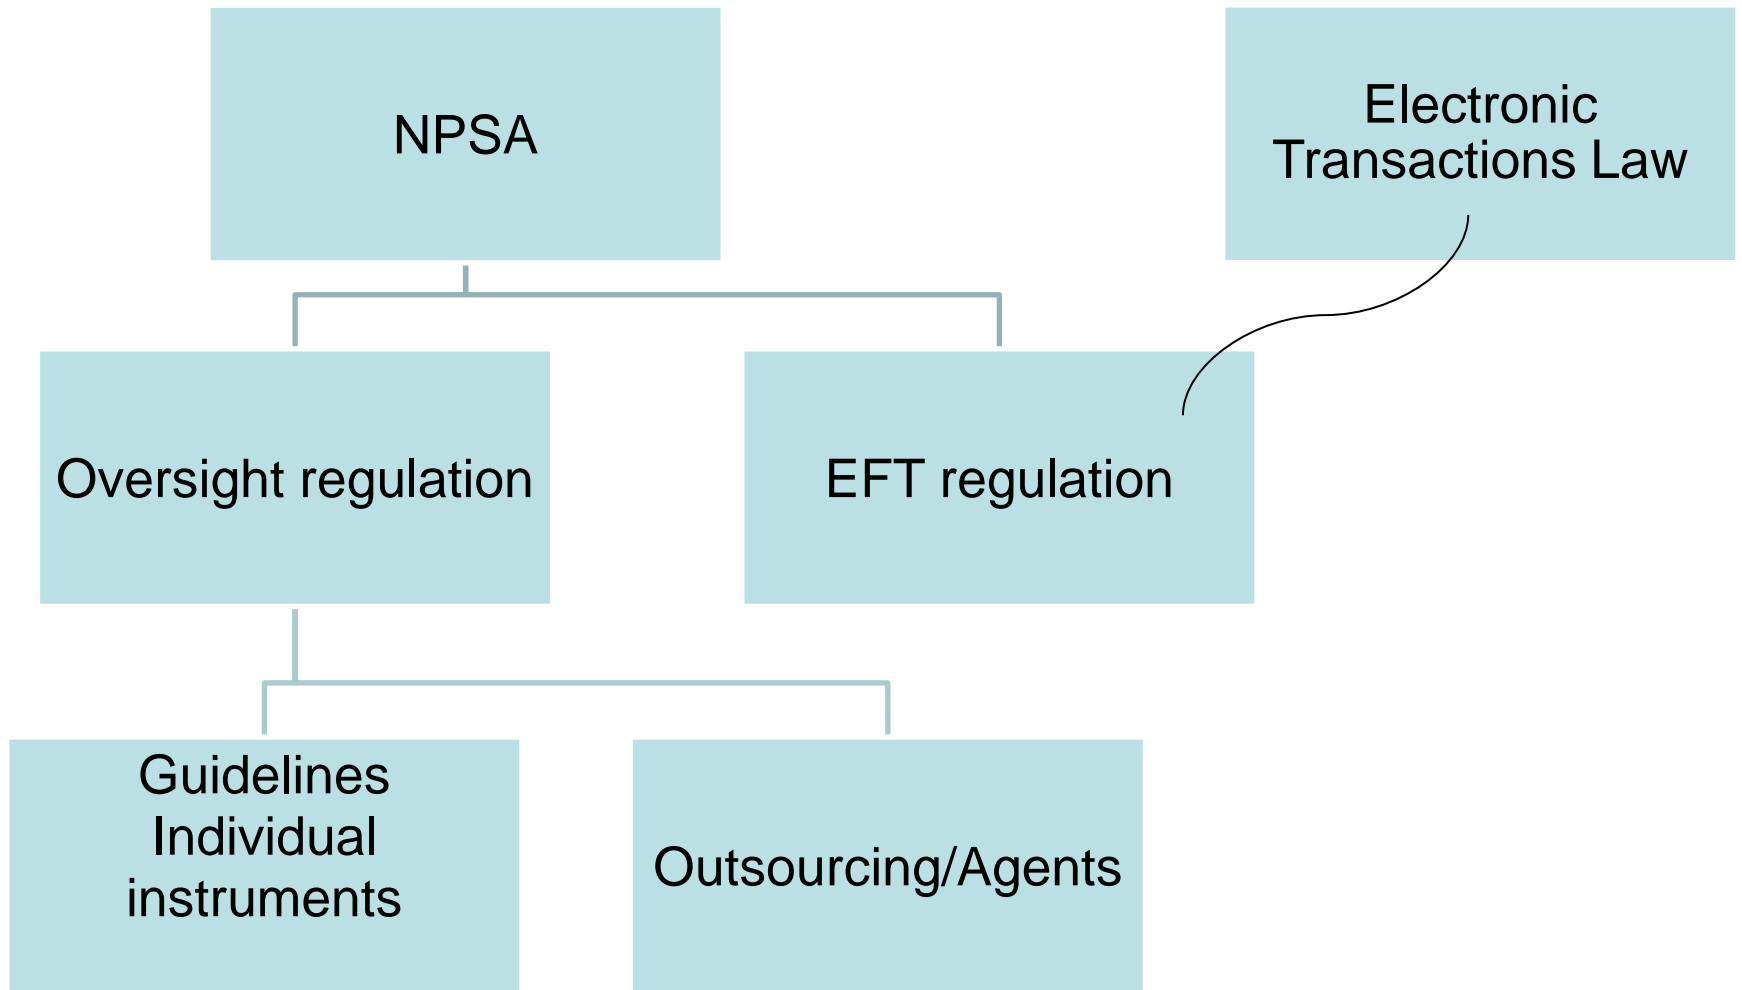 NPSA
Electronic
Transactions Law
Oversight regulation
EFT regulation
Guidelines
Individual
instruments
Outsourcing/Agents